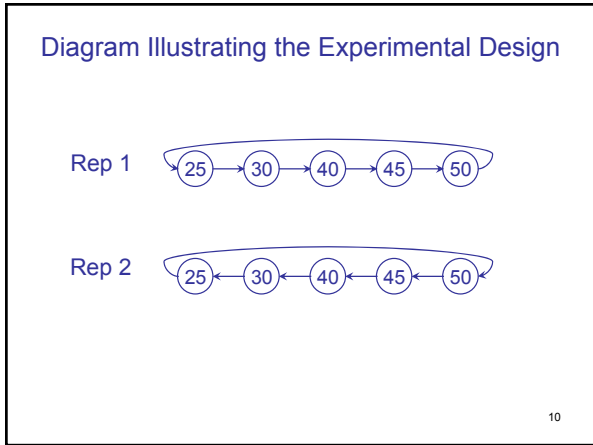 Diagram Illustrating the Experimental Design
Rep 1 25 30 40 45 50
Rep 2 25 30 40 45 50
10